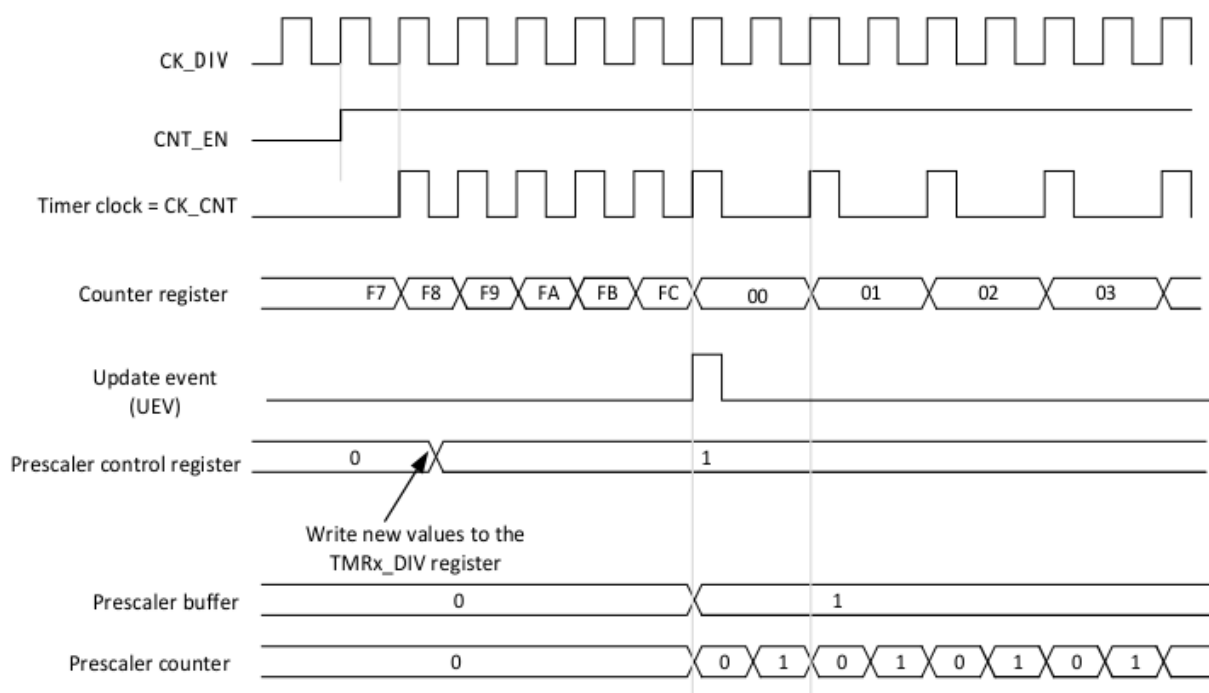 CK_DIV
CNT_EN
Timer clock = CK_CNT
Counter register F7 F8 F9 FA FB FC 00 01 02 03
Update event
(UEV)
Prescaler control register 0 1
Write new values to the
TMRx_DIV register
Prescaler buffer 0 1
Prescaler counter 0 0 1 0 1 0 1 0 1